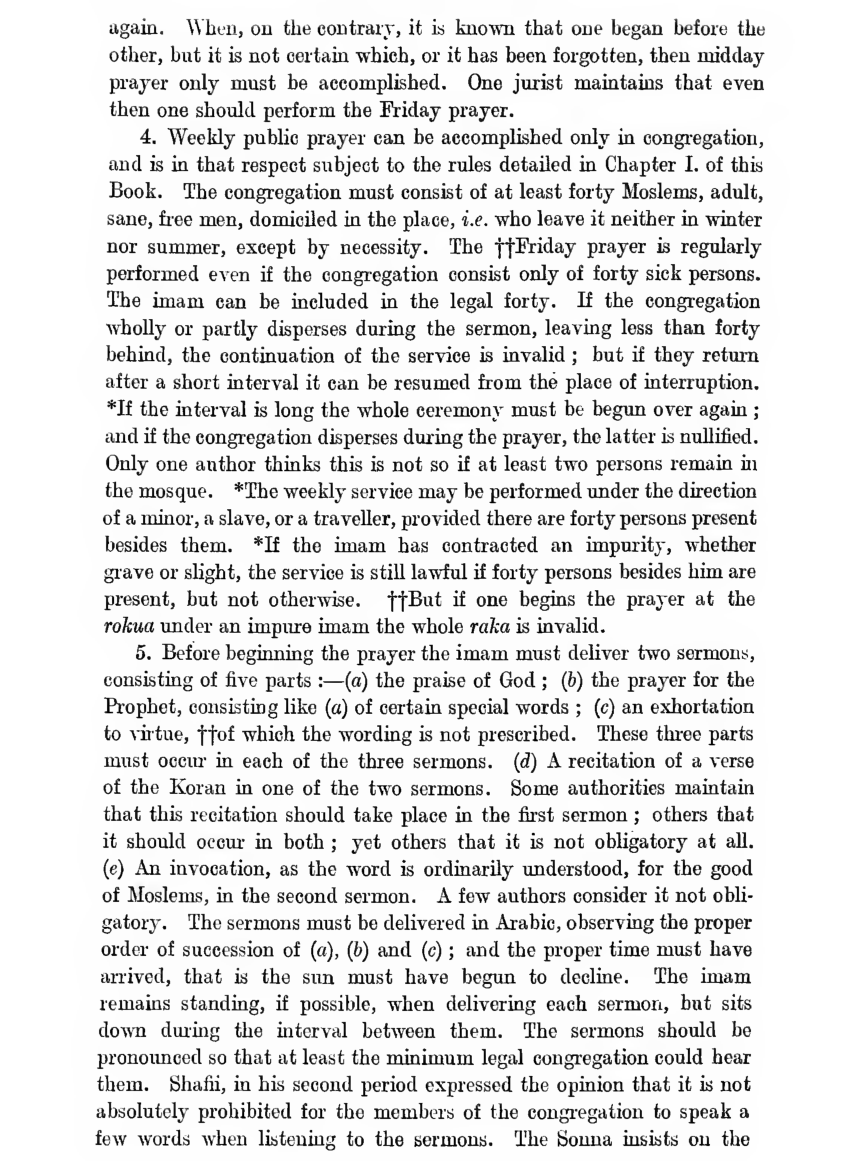 again. When, on the contrary, it is known that one began before the
other, but it is not certain which, or it has been forgotten, then midday
prayer only must be accomplished. One jurist maintains that even
then one should perform the Friday prayer.
4. Weekly public prayer can be accomplished only in congregation,
and is in that respect subject to the rules detailed in Chapter I. of this
Book. The congregation must consist of at least forty Moslems, adult,
sane, free men, domiciled in the place, i.e. who leave it neither in winter
nor summer, except by necessity. The ††Friday prayer is regularly
performed even if the congregation consist only of forty sick persons.
The imam can be included in the legal forty. If the congregation
wholly or partly disperses during the sermon, leaving less than forty
behind, the continuation of the service is invalid ; but if they return
after a short interval it can be resumed from the place of interruption.
*If the interval is long the whole ceremony must be begun over again ;
and if the congregation disperses during the prayer, the latter is nullified.
Only one author thinks this is not so if at least two persons remain in
the mosque. *The weekly service may be performed under the direction
of a minor, a slave, or a traveller, provided there are forty persons present
besides them. *If the imam has contracted an impurity, whether
grave or slight, the service is still lawful if forty persons besides him are
present, but not otherwise. ††But if one begins the prayer at the
rokua under an impure imam the whole raka is invalid.
5. Before beginning the prayer the imam must deliver two sermons,
consisting of five parts :—(a) the praise of God ; (b) the prayer for the
Prophet, consisting like (a) of certain special words ; (c) an exhortation
to virtue, ††of which the wording is not prescribed. These three parts
must occur in each of the three sermons. (d) A recitation of a verse
of the Koran in one of the two sermons. Some authorities maintain
that this recitation should take place in the first sermon ; others that
it should occur in both ; yet others that it is not obligatory at all.
(e) An invocation, as the word is ordinarily understood, for the good
of Moslems, in the second sermon. A few authors consider it not obli-
gatory. The sermons must be delivered in Arabic, observing the proper
order of succession of (a), (b) and (c) ; and the proper time must have
arrived, that is the sun must have begun to decline. The imam
remains standing, if possible, when delivering each sermon, but sits
down during the interval between them. The sermons should be
pronounced so that at least the minimum legal congregation could hear
them. Shafii, in his second period expressed the opinion that it is not
absolutely prohibited for the members of the congregation to speak a
few words when listening to the sermons. The Sonna insists on the